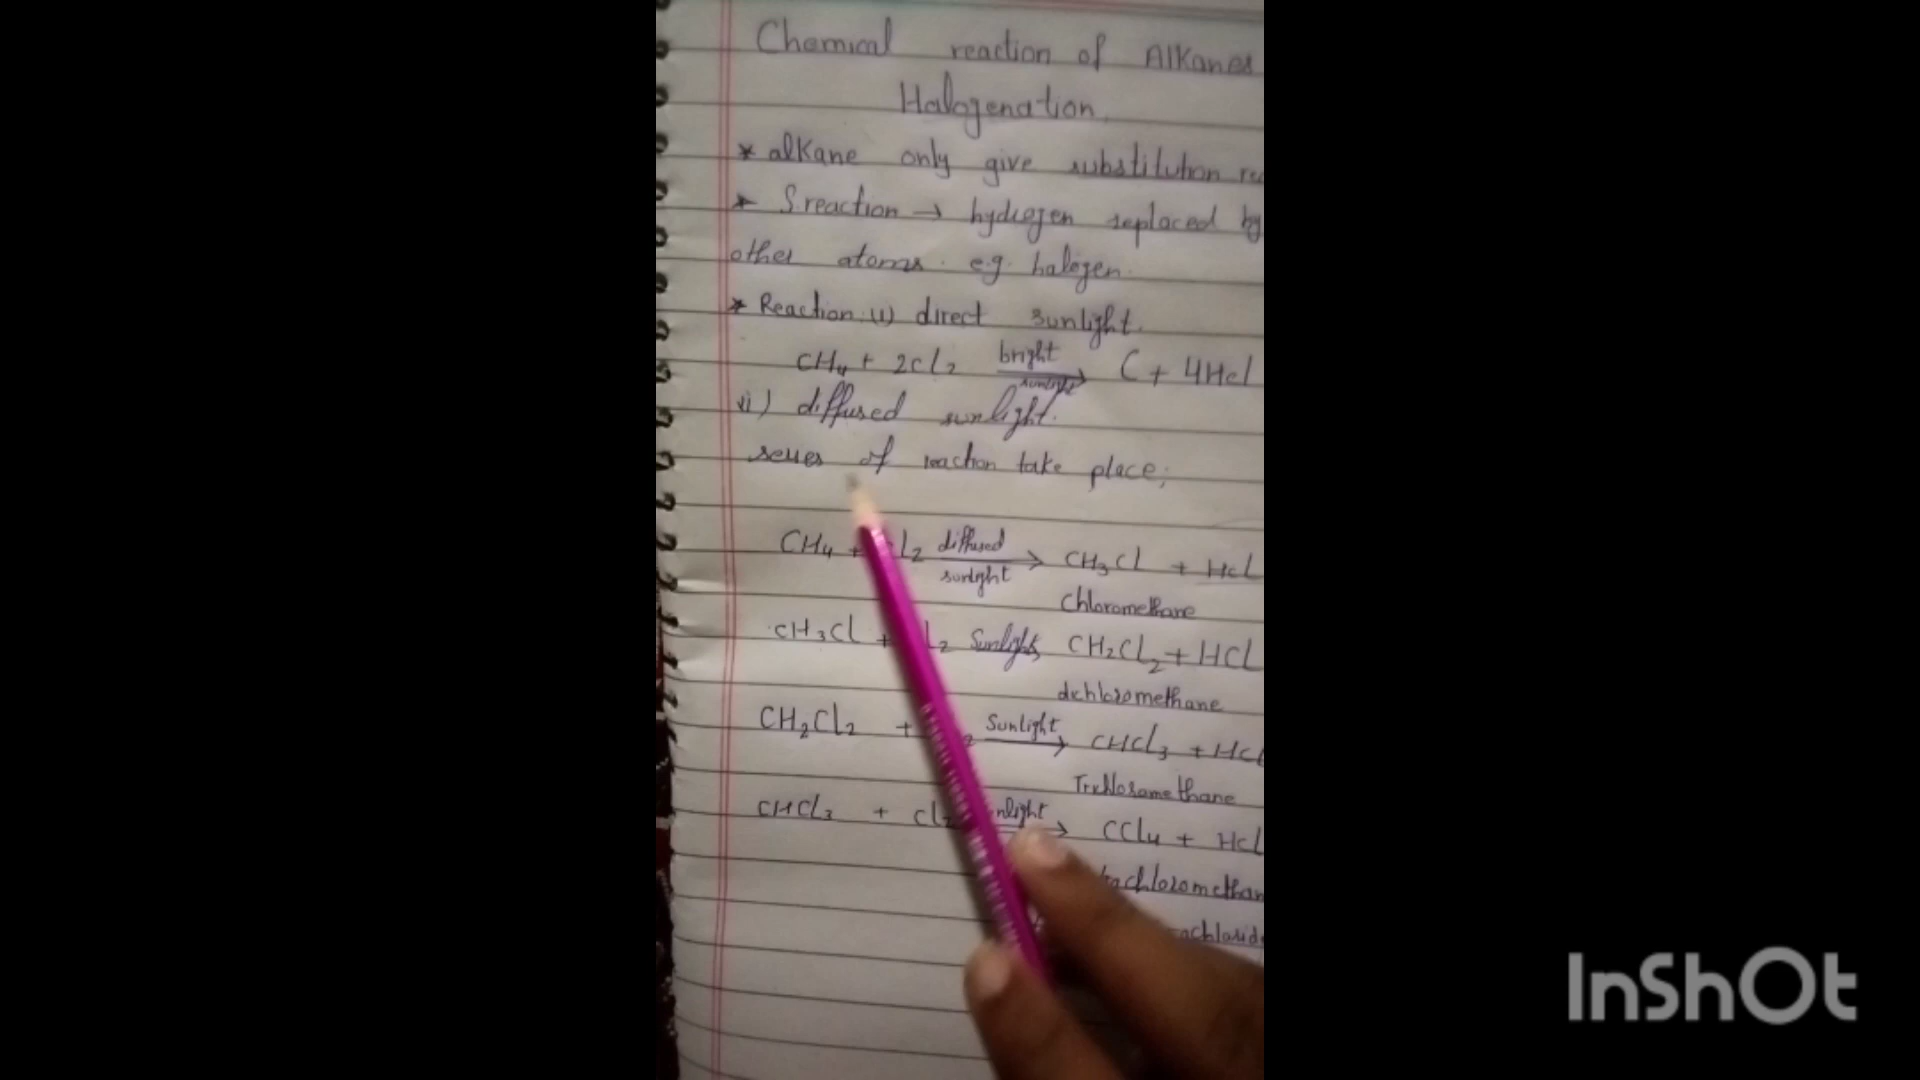 Chemical reaction of Alkanes
Halogenation.
* alkane only give substitution
* S.reaction → hydrogen replaced by
other atoms. e.g. halogen.
* Reaction (i) direct sunlight.
CH4 + 2Cl2 bright sunlight → C + 4HCl
ii) diffused sunlight.
series of reaction take place;
CH4 + Cl2 diffused sunlight → CH3Cl + HCl
Chloromethane
CH3Cl + Sunlight CH2Cl2 + HCl
dichloromethane
CH2Cl2 + Sunlight → CHCl3 + HCl
Trichloromethane
CHCl3 + Cl2 → CCl4 + HCl
InShOt